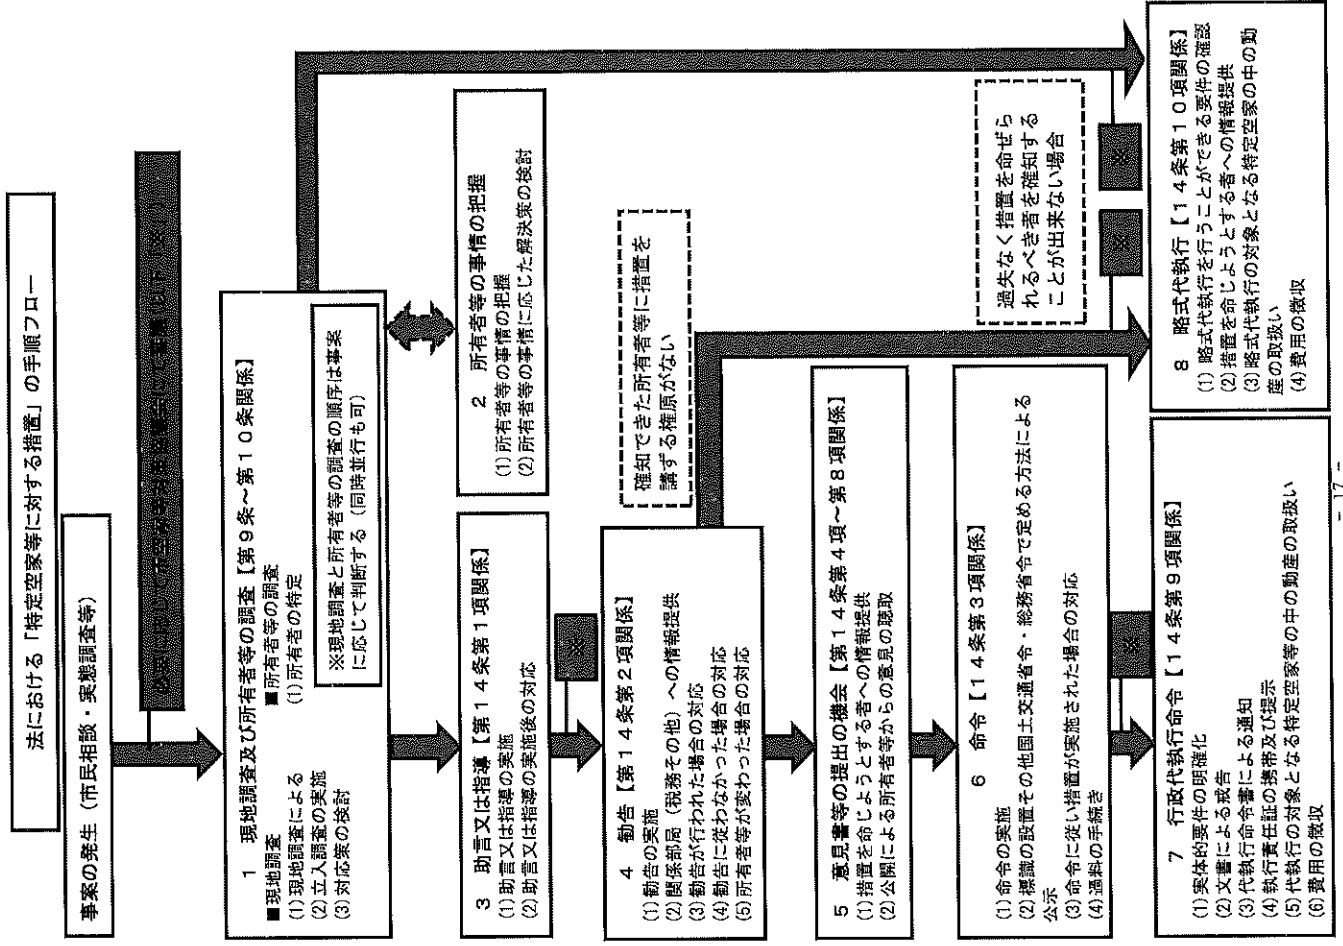 法における「特定空家等に対する措置」の手順フロー
事案の発生（市民相談・実態調査等）
1　現地調査及び所有者等の調査【第９条～第１０条関係】
■現地調査
(1)現地調査による
(2)立入調査の実施
(3)対応策の検討
■所有者等の調査
(1)所有者の特定
※現地調査と所有者等の調査の順序は事案
に応じて判断する（同時並行も可）
2　所有者等の事情の把握
(1)所有者等の事情の把握
(2)所有者等の事情に応じた解決策の検討
3　助言又は指導【第１４条第１項関係】
(1)助言又は指導の実施
(2)助言又は指導の実施後の対応
※
4　勧告【第１４条第２項関係】
(1)勧告の実施
(2)関係部局（税務その他）への情報提供
(3)勧告が行われた場合の対応
(4)勧告に従わなかった場合の対応
(5)所有者等が変わった場合の対応
確知できた所有者等に措置を
講ずる権原がない
5　意見書等の提出の機会【第１４条第４項～第８項関係】
(1)措置を命じようとする者への情報提供
(2)公開による所有者等からの意見の聴取
6　命令【１４条第３項関係】
(1)命令の実施
(2)標識の設置その他国土交通省令・総務省令で定める方法による
公示
(3)命令に従い措置が実施された場合の対応
(4)過料の手続き
過失なく措置を命ぜら
れるべき者を確知する
ことが出来ない場合
※
※
※
7　行政代執行命令【１４条第９項関係】
(1)実体的要件の明確化
(2)文書による戒告
(3)代執行命令書による通知
(4)執行責任証の携帯及び提示
(5)代執行の対象となる特定空家等の中の動産の取扱い
(6)費用の徴収
8　略式代執行【１４条第１０項関係】
(1)略式代執行を行うことができる要件の確認
(2)措置を命じようとする者への情報提供
(3)略式代執行の対象となる特定空家の中の動
産の取扱い
(4)費用の徴収
- 17 -